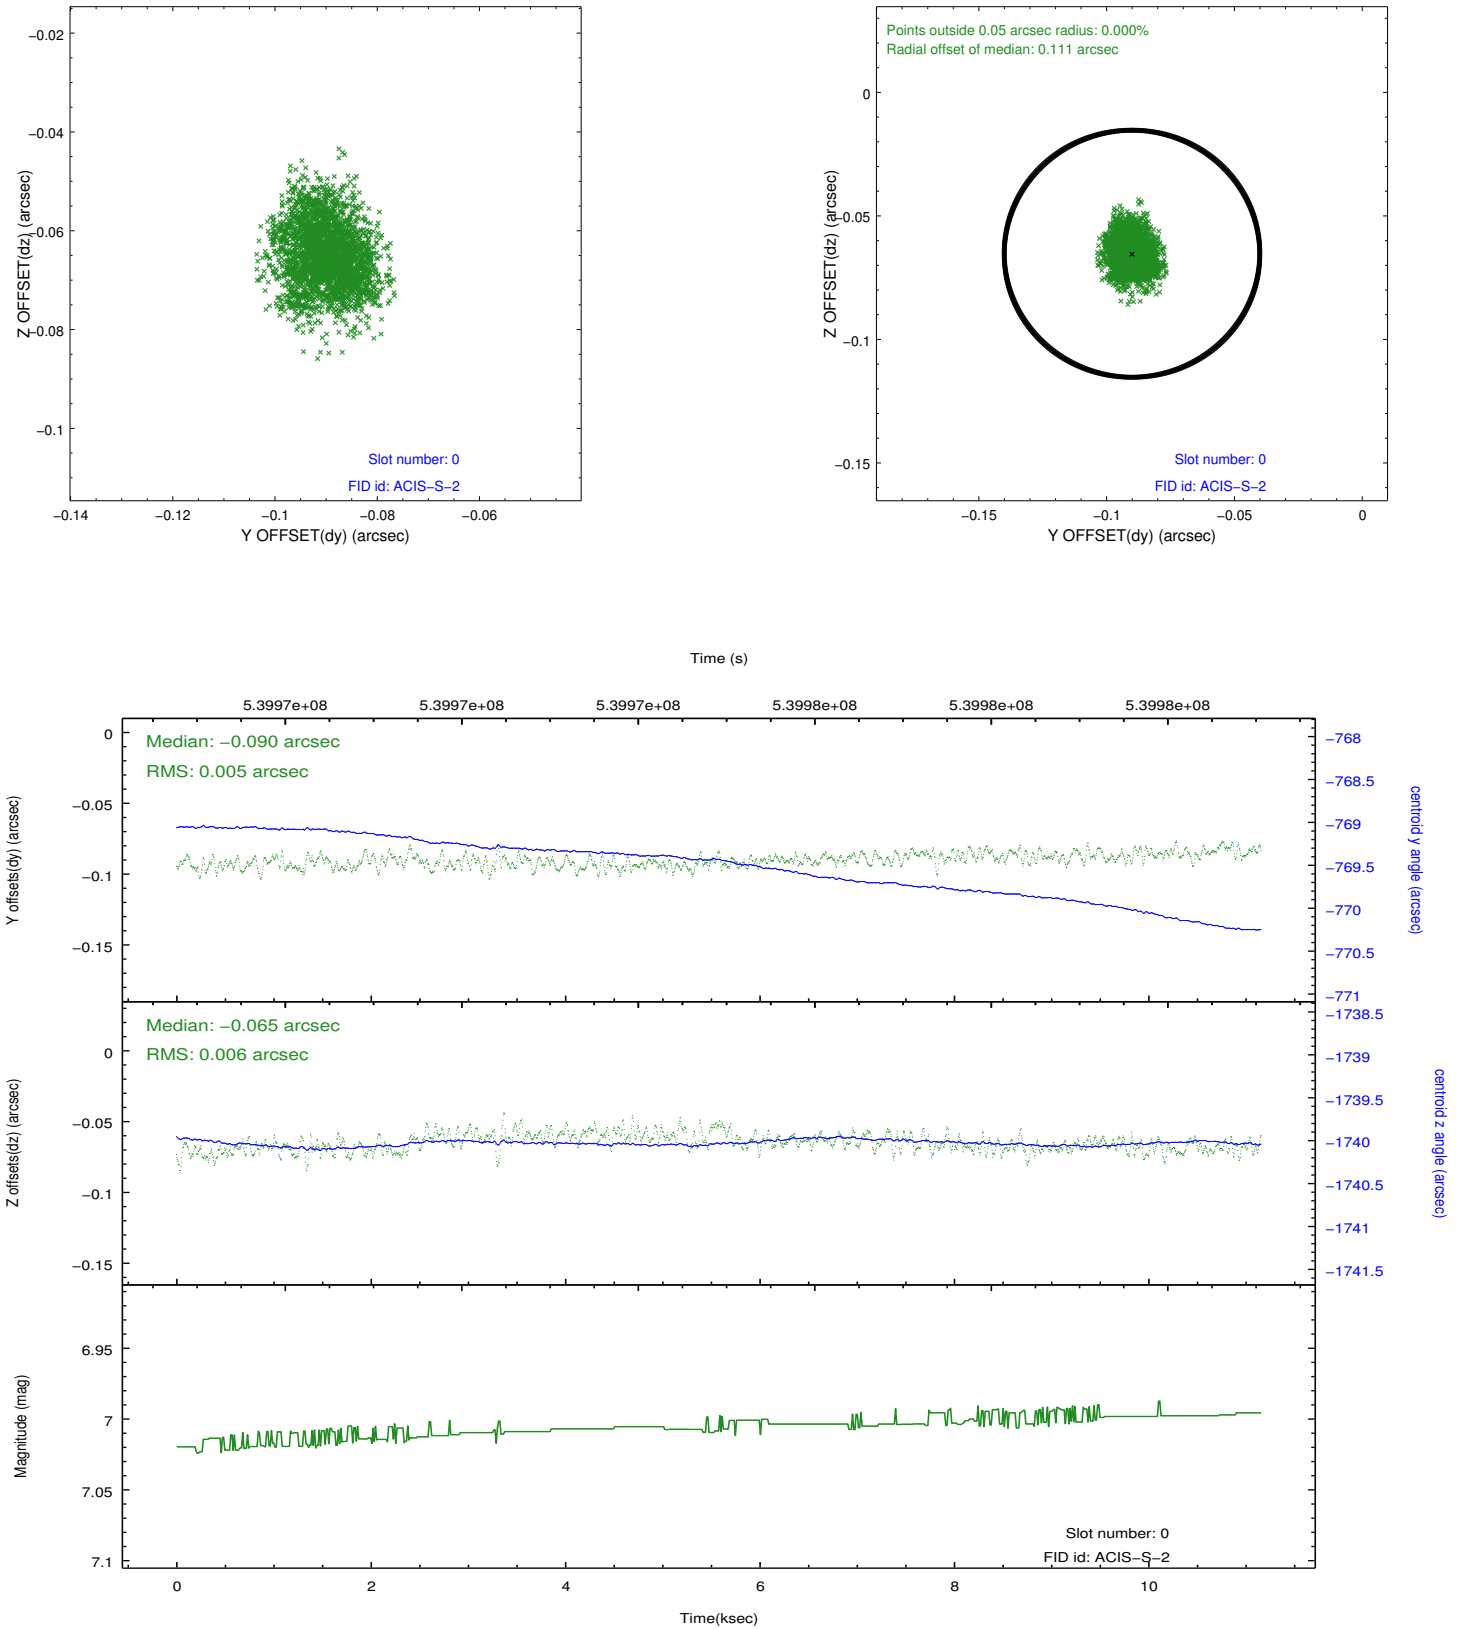 −0.02
−0.04
−0.06
−0.08
−0.1
Z OFFSET(dz) (arcsec)
Slot number: 0
FID id: ACIS−S−2
−0.14 −0.12 −0.1 −0.08 −0.06
Y OFFSET(dy) (arcsec)
Points outside 0.05 arcsec radius: 0.000%
Radial offset of median: 0.111 arcsec
0
−0.05
−0.1
−0.15
Z OFFSET(dz) (arcsec)
Slot number: 0
FID id: ACIS−S−2
−0.15 −0.1 −0.05 0
Y OFFSET(dy) (arcsec)
Time (s)
5.3997e+08 5.3997e+08 5.3997e+08 5.3998e+08 5.3998e+08 5.3998e+08
Median: −0.090 arcsec
RMS: 0.005 arcsec
0
−0.05
−0.1
−0.15
Y offsets(dy) (arcsec)
−768
−768.5
−769
−769.5
−770
−770.5
−771
centroid y angle (arcsec)
Median: −0.065 arcsec
RMS: 0.006 arcsec
0
−0.05
−0.1
−0.15
Z offsets(dz) (arcsec)
−1738.5
−1739
−1739.5
−1740
−1740.5
−1741
−1741.5
centroid z angle (arcsec)
6.95
7
7.05
7.1
Magnitude (mag)
Slot number: 0
FID id: ACIS−S−2
0 2 4 6 8 10
Time(ksec)